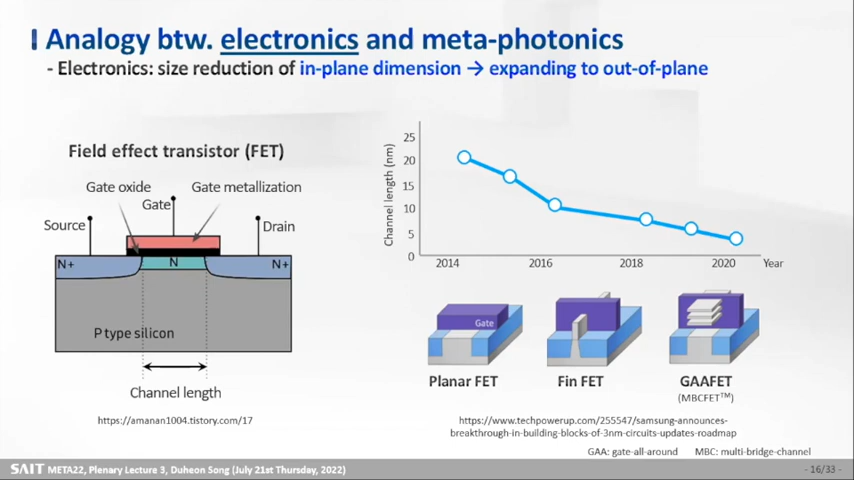 Analogy btw. electronics and meta-photonics
- Electronics: size reduction of in-plane dimension → expanding to out-of-plane
Field effect transistor (FET)
Gate oxide
Gate metallization
Gate
Source
Drain
N+
N
N+
P type silicon
Channel length
https://amanan1004.tistory.com/17
Channel length (nm)
25
20
15
10
5
0
2014
2016
2018
2020
Year
Gate
Planar FET
Fin FET
GAAFET
(MBCFET™)
https://www.techpowerup.com/255547/samsung-announces-
breakthrough-in-building-blocks-of-3nm-circuits-updates-roadmap
GAA: gate-all-around MBC: multi-bridge-channel
SAIT META22, Plenary Lecture 3, Duheon Song (July 21st Thursday, 2022)
- 16/33 -